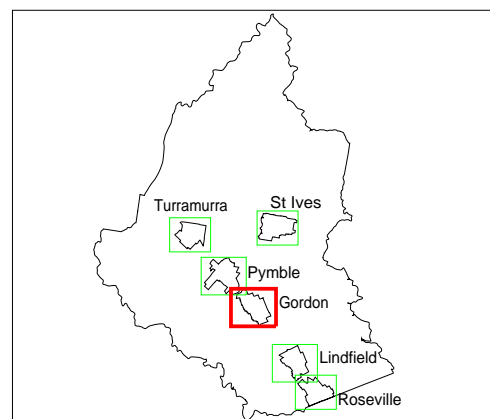 Turramurra
St Ives
Pymble
Gordon
Lindfield
Roseville